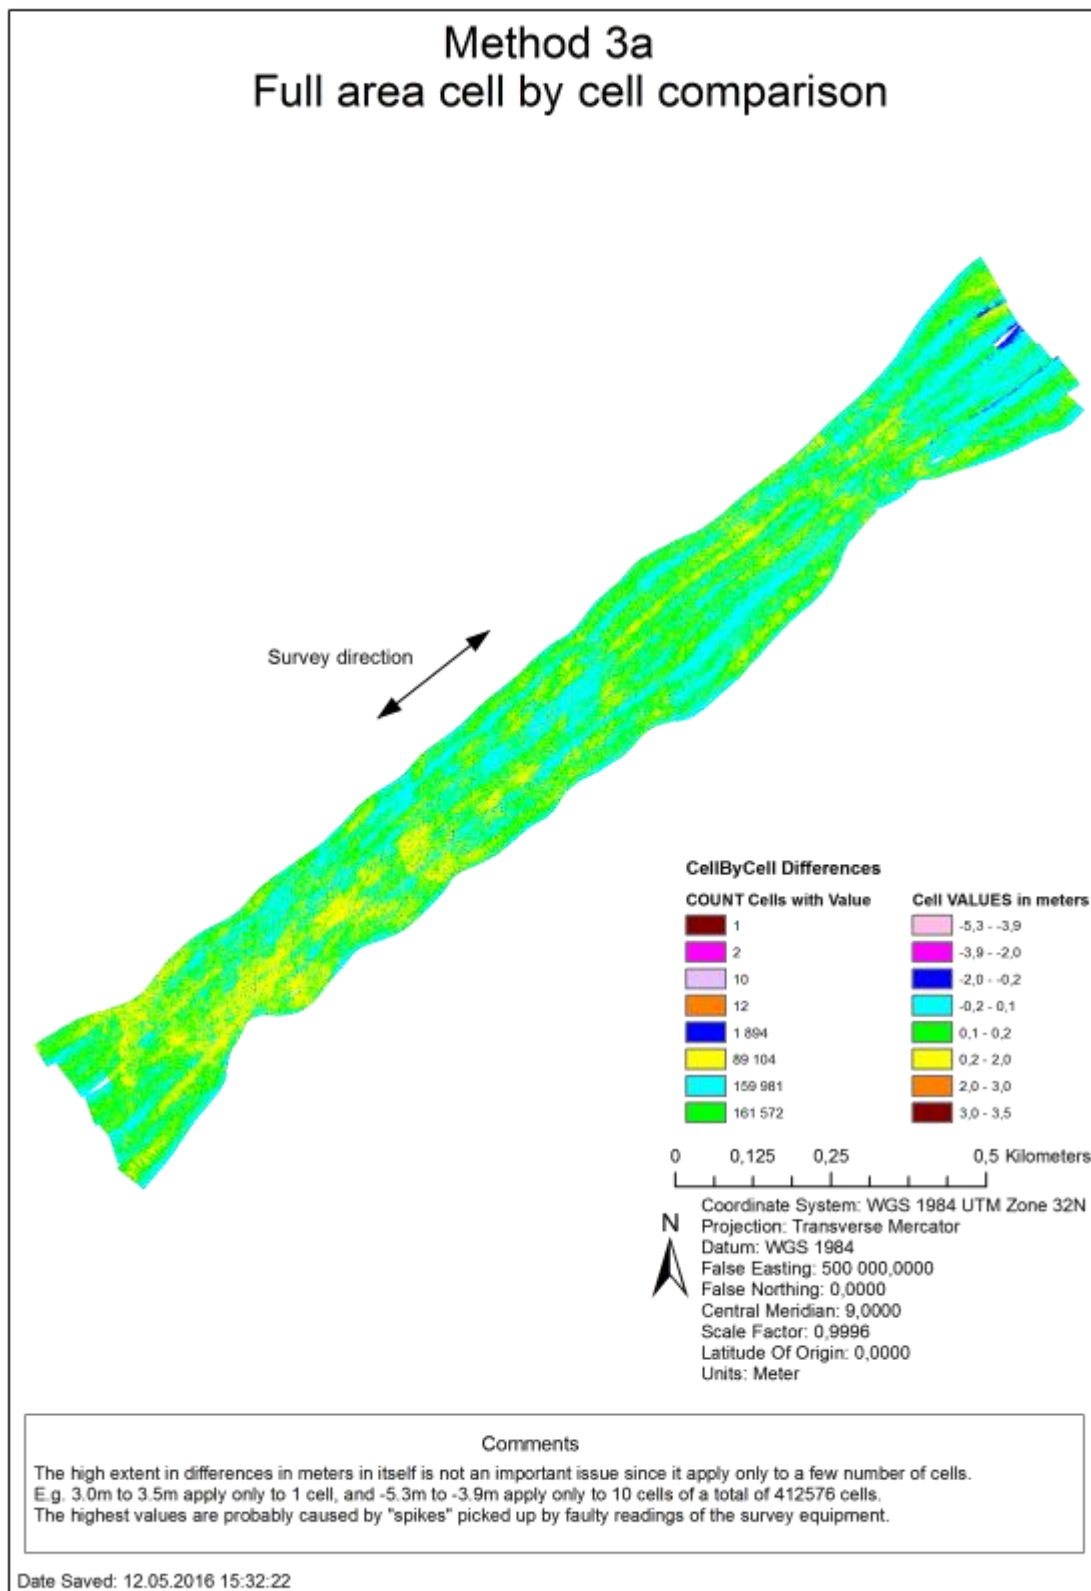 Method 3a
Full area cell by cell comparison
Survey direction
CellByCell Differences
COUNT Cells with Value
1
2
10
12
1 894
89 104
159 981
161 572
Cell VALUES in meters
-5,3 - -3,9
-3,9 - -2,0
-2,0 - -0,2
-0,2 - 0,1
0,1 - 0,2
0,2 - 2,0
2,0 - 3,0
3,0 - 3,5
0 0,125 0,25 0,5 Kilometers
N
Coordinate System: WGS 1984 UTM Zone 32N
Projection: Transverse Mercator
Datum: WGS 1984
False Easting: 500 000,0000
False Northing: 0,0000
Central Meridian: 9,0000
Scale Factor: 0,9996
Latitude Of Origin: 0,0000
Units: Meter
Comments
The high extent in differences in meters in itself is not an important issue since it apply only to a few number of cells.
E.g. 3.0m to 3.5m apply only to 1 cell, and -5.3m to -3.9m apply only to 10 cells of a total of 412576 cells.
The highest values are probably caused by "spikes" picked up by faulty readings of the survey equipment.
Date Saved: 12.05.2016 15:32:22